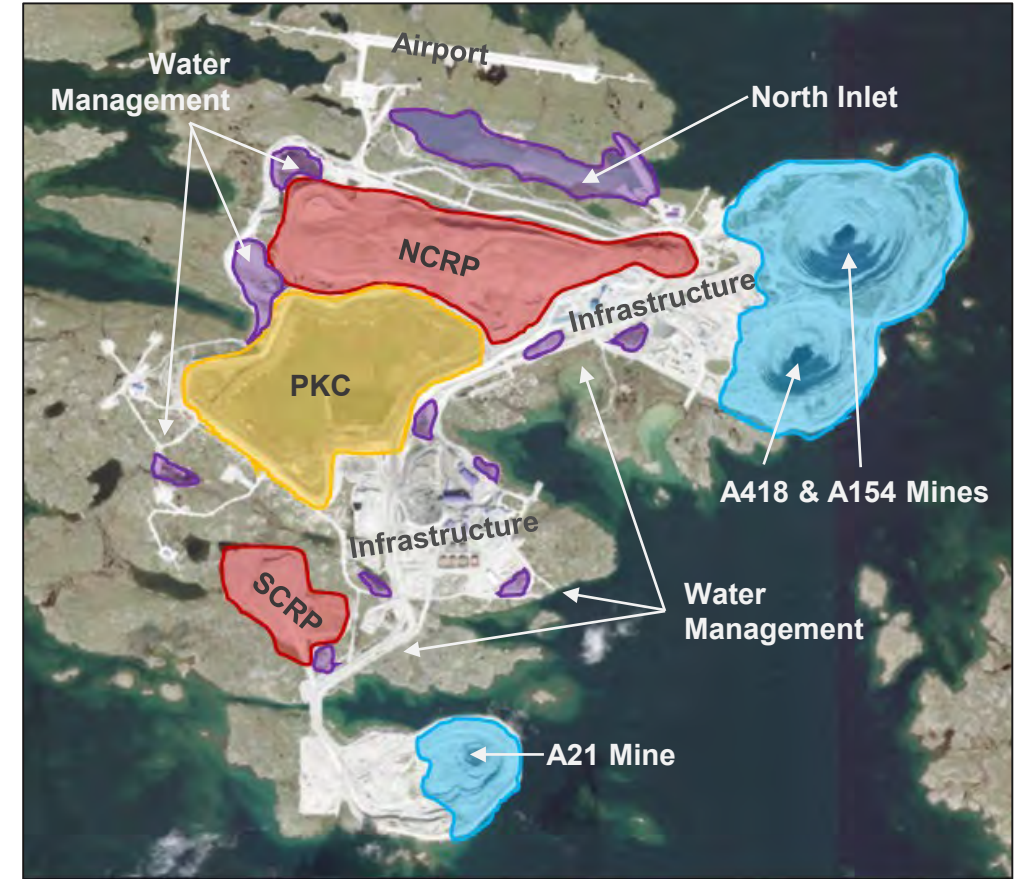 Airport
Water
Management
North Inlet
NCRP
Infrastructure
PKC
A418 & A154 Mines
Infrastructure
SCRP
Water
Management
A21 Mine